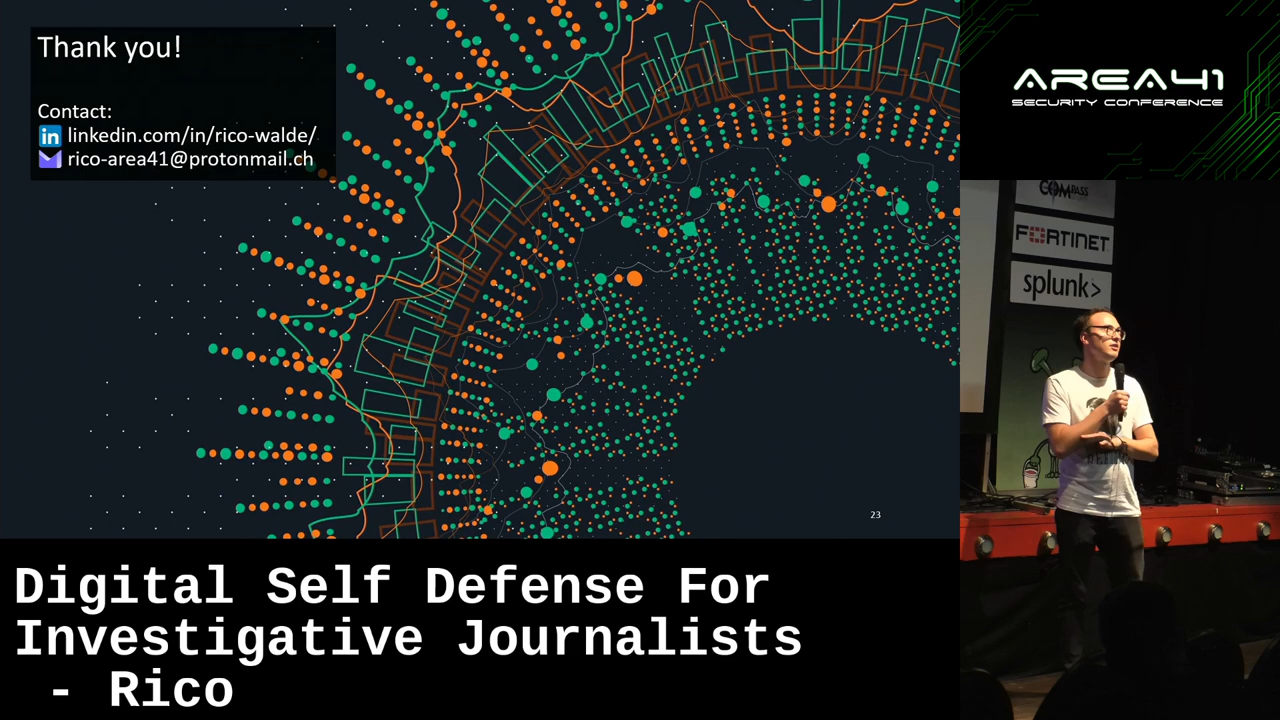 Thank you!
Contact:
linkedin.com/in/rico-walde/
rico-area41@protonmail.ch
23
AREA41
SECURITY CONFERENCE
COMPASS
FORTINET
splunk>
Digital Self Defense For
Investigative Journalists
- Rico